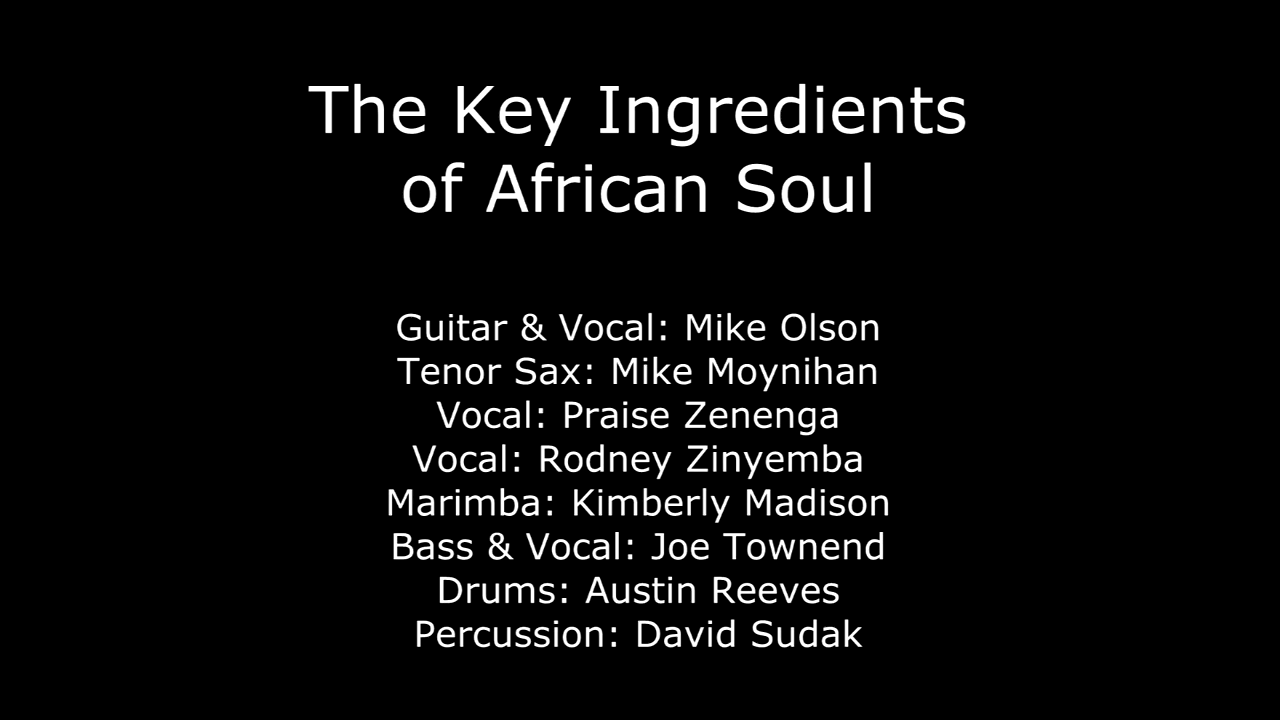 The Key Ingredients
of African Soul
Guitar & Vocal: Mike Olson
Tenor Sax: Mike Moynihan
Vocal: Praise Zenenga
Vocal: Rodney Zinyemba
Marimba: Kimberly Madison
Bass & Vocal: Joe Townend
Drums: Austin Reeves
Percussion: David Sudak